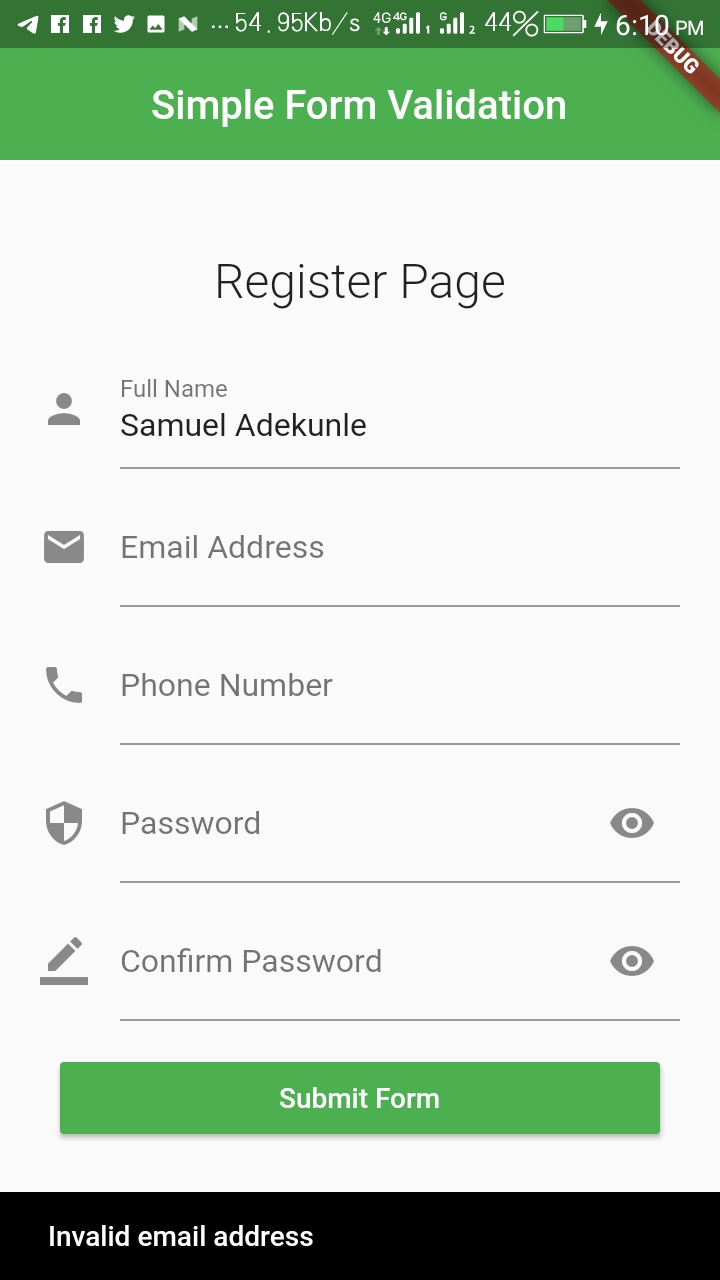 ... 54.95Kb/s 4G 4G 1 G 2 44% 6:10 PM
DEBUG
Simple Form Validation
Register Page
Full Name
Samuel Adekunle
Email Address
Phone Number
Password
Confirm Password
Submit Form
Invalid email address